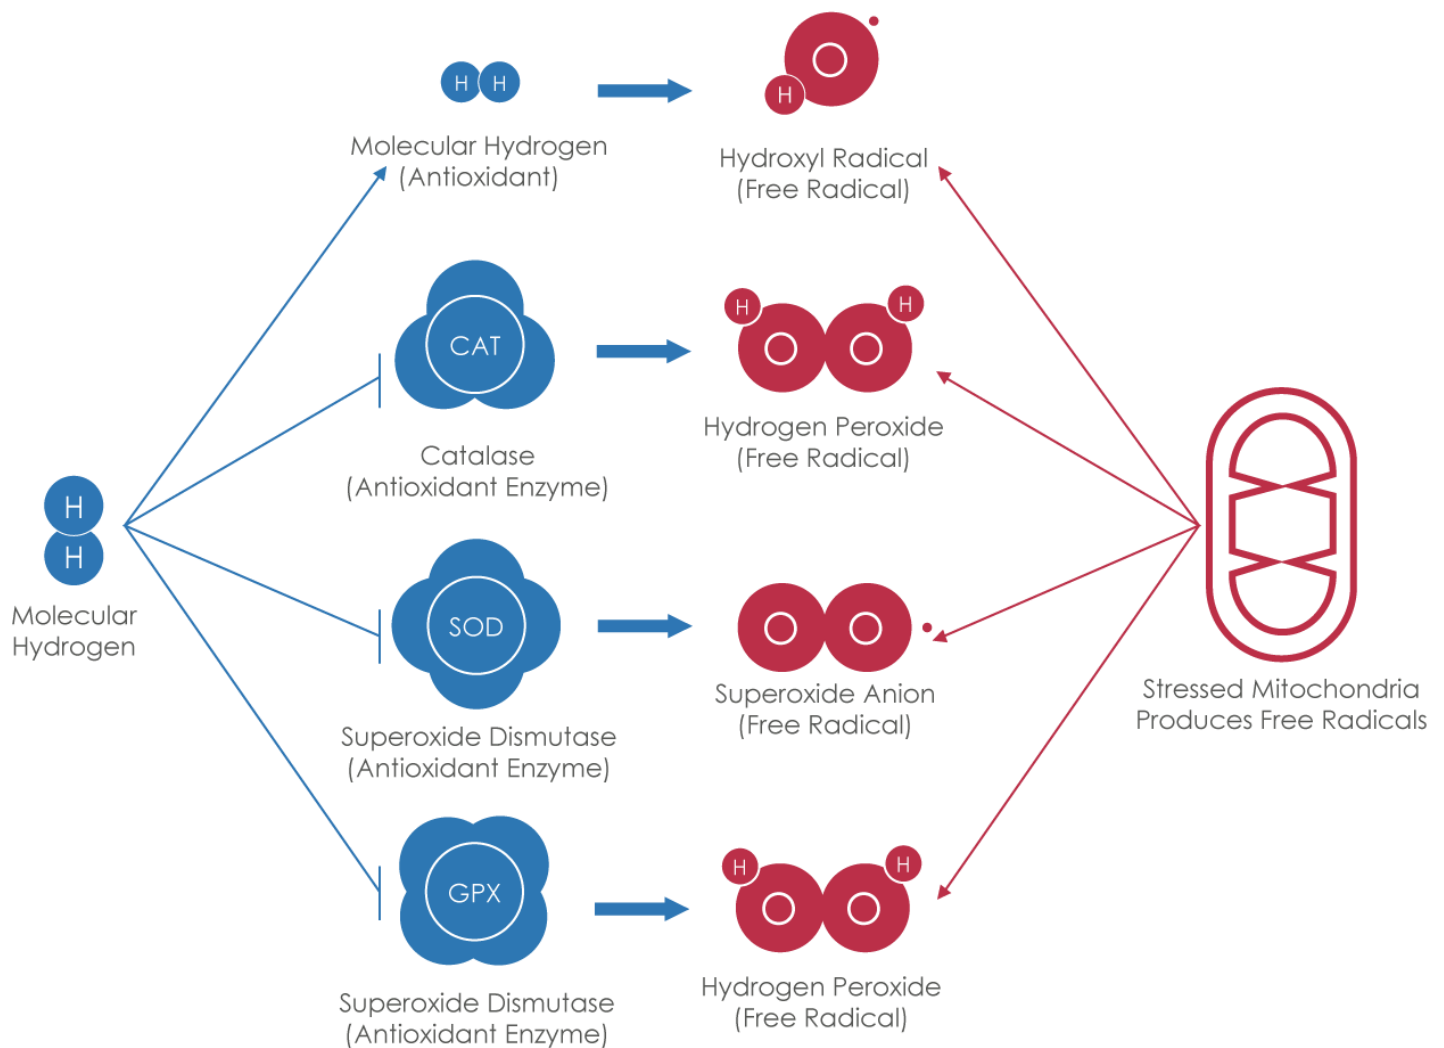 H H
O
H
Molecular Hydrogen
(Antioxidant)
Hydroxyl Radical
(Free Radical)
CAT
H H
O O
Catalase
(Antioxidant Enzyme)
Hydrogen Peroxide
(Free Radical)
H
H
Molecular
Hydrogen
SOD
O O
Superoxide Dismutase
(Antioxidant Enzyme)
Superoxide Anion
(Free Radical)
Stressed Mitochondria
Produces Free Radicals
GPX
H H
O O
Superoxide Dismutase
(Antioxidant Enzyme)
Hydrogen Peroxide
(Free Radical)